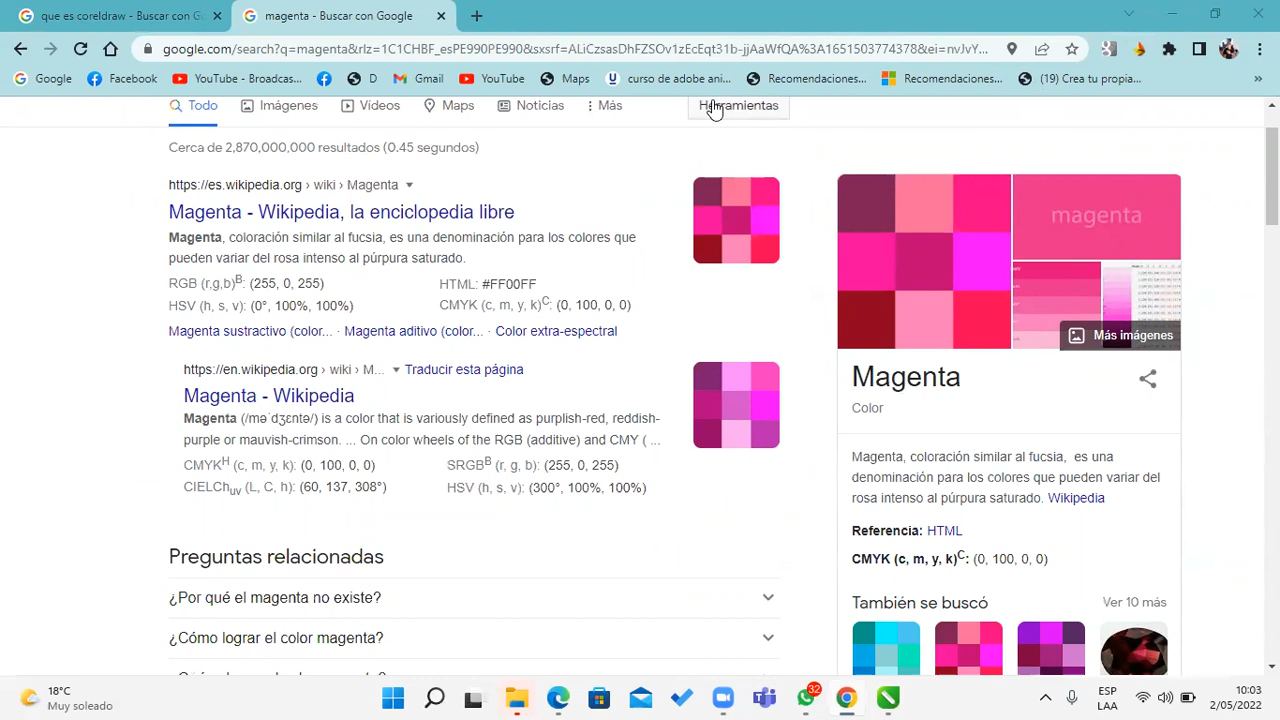 que es coreldraw - Buscar con G
magenta - Buscar con Google
google.com/search?q=magenta&rlz=1C1CHBF_esPE990PE990&sxsrf=ALiCzsasDhFZSOv1zEcEqt31b-jjAaWfQA%3A1651503774378&ei=nvJvY...
Google
Facebook
YouTube - Broadcas...
D
Gmail
YouTube
Maps
curso de adobe ani...
Recomendaciones...
Recomendaciones...
(19) Crea tu propia...
»
Todo
Imágenes
Videos
Maps
Noticias
Más
Herramientas
Cerca de 2,870,000,000 resultados (0.45 segundos)
https://es.wikipedia.org › wiki › Magenta
Magenta - Wikipedia, la enciclopedia libre
Magenta, coloración similar al fucsia, es una denominación para los colores que
pueden variar del rosa intenso al púrpura saturado.
RGB (r,g,b)B: (255, 0, 255) HTML: #FF00FF
HSV (h, s, v): (0°, 100%, 100%) CMYK (c, m, y, k)C: (0, 100, 0, 0)
Magenta sustractivo (color... · Magenta aditivo (color... · Color extra-espectral
https://en.wikipedia.org › wiki › M... Traducir esta página
Magenta - Wikipedia
Magenta (/məˈdʒɛntə/) is a color that is variously defined as purplish-red, reddish-
purple or mauvish-crimson. ... On color wheels of the RGB (additive) and CMY ( ...
CMYKH (c, m, y, k): (0, 100, 0, 0) SRGBB (r, g, b): (255, 0, 255)
CIELChuv (L, C, h): (60, 137, 308°) HSV (h, s, v): (300°, 100%, 100%)
Preguntas relacionadas
¿Por qué el magenta no existe?
¿Cómo lograr el color magenta?
magenta
Más imágenes
Magenta
Color
Magenta, coloración similar al fucsia, es una
denominación para los colores que pueden variar del
rosa intenso al púrpura saturado. Wikipedia
Referencia: HTML
CMYK (c, m, y, k)C: (0, 100, 0, 0)
También se buscó
Ver 10 más
18°C
Muy soleado
32
ESP
LAA
10:03
2/05/2022